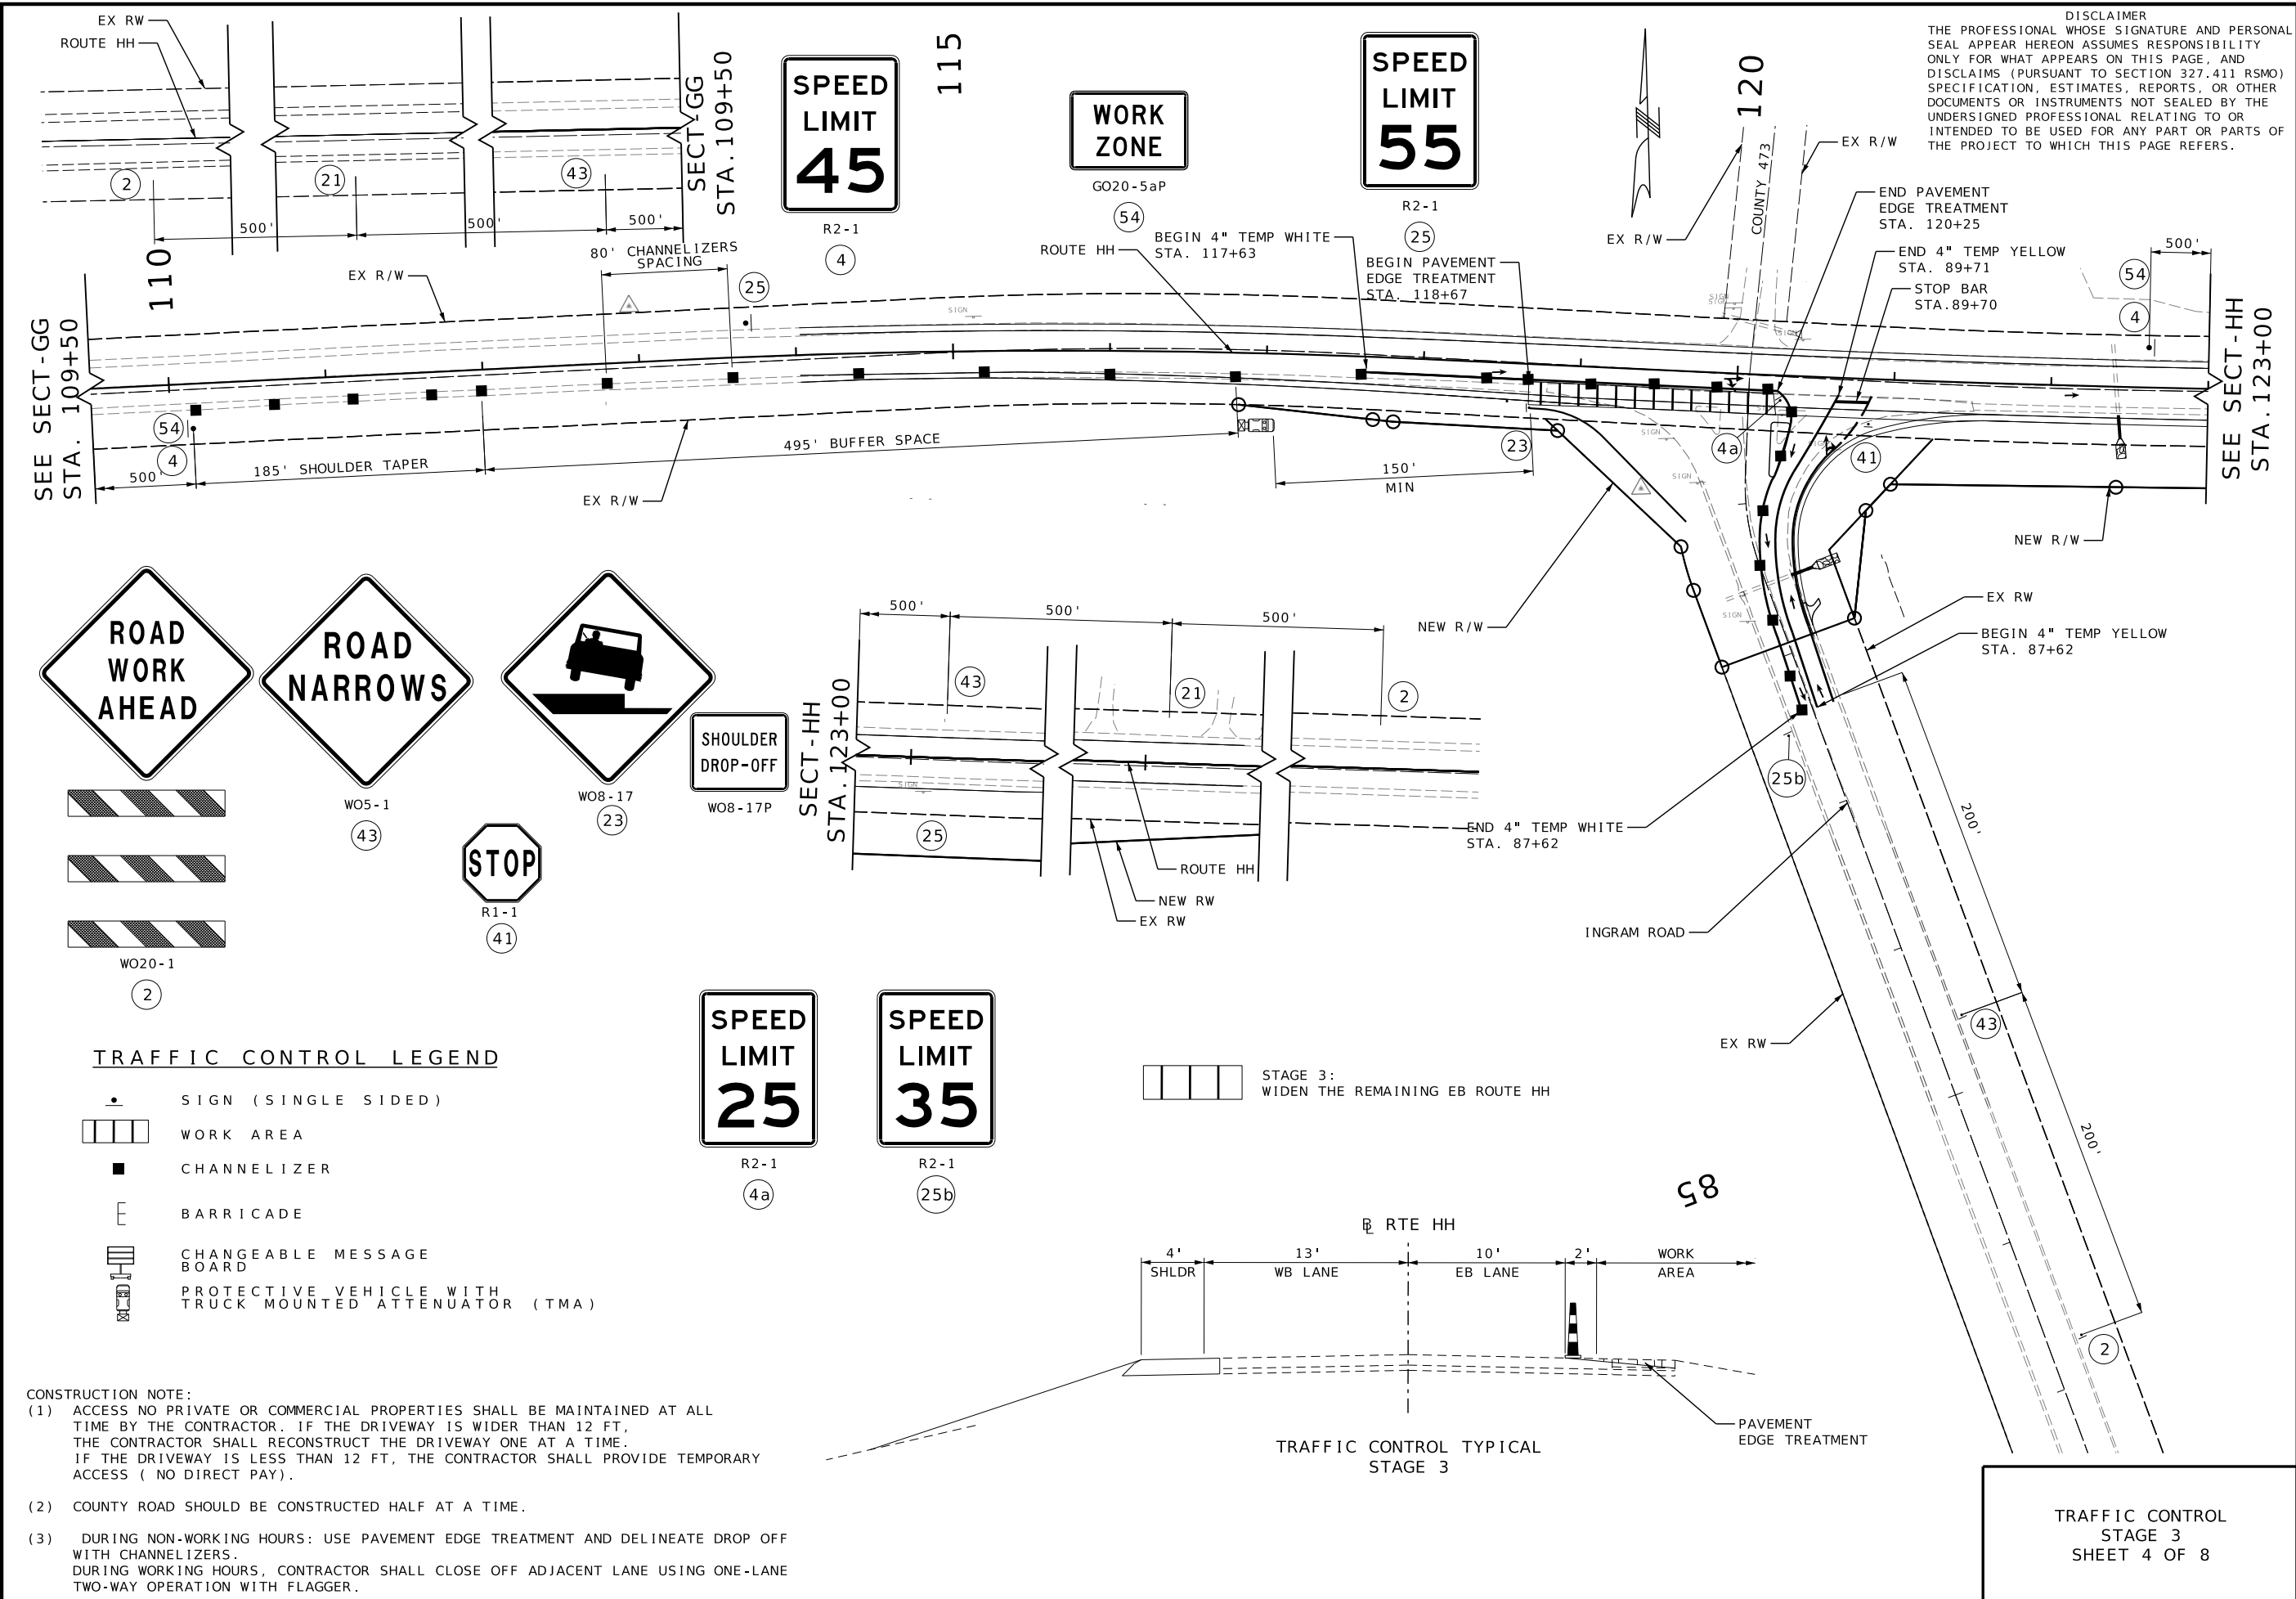 EX RW
ROUTE HH
2
21
43
500'
500'
500'
SECT-GG
STA.109+50
SPEED
LIMIT
45
R2-1
4
115
WORK
ZONE
GO20-5aP
54
SPEED
LIMIT
55
R2-1
25
120
DISCLAIMER
THE PROFESSIONAL WHOSE SIGNATURE AND PERSONAL
SEAL APPEAR HEREON ASSUMES RESPONSIBILITY
ONLY FOR WHAT APPEARS ON THIS PAGE, AND
DISCLAIMS (PURSUANT TO SECTION 327.411 RSMO)
SPECIFICATION, ESTIMATES, REPORTS, OR OTHER
DOCUMENTS OR INSTRUMENTS NOT SEALED BY THE
UNDERSIGNED PROFESSIONAL RELATING TO OR
INTENDED TO BE USED FOR ANY PART OR PARTS OF
THE PROJECT TO WHICH THIS PAGE REFERS.
EX R/W
COUNTY 473
EX R/W
END PAVEMENT
EDGE TREATMENT
STA. 120+25
END 4" TEMP YELLOW
STA. 89+71
STOP BAR
STA.89+70
500'
54
4
SEE SECT-HH
STA.123+00
SEE SECT-GG
STA. 109+50
110
EX R/W
80' CHANNELIZERS
SPACING
25
SIGN
ROUTE HH
BEGIN 4" TEMP WHITE
STA. 117+63
BEGIN PAVEMENT
EDGE TREATMENT
STA. 118+67
SIGN
SIGN
SIGN
54
4
500'
185' SHOULDER TAPER
495' BUFFER SPACE
EX R/W
150'
MIN
23
SIGN
SIGN
4a
SIGN
SIGN
41
NEW R/W
SIGN
NEW R/W
EX RW
BEGIN 4" TEMP YELLOW
STA. 87+62
ROAD
WORK
AHEAD
WO20-1
2
ROAD
NARROWS
WO5-1
43
WO8-17
23
SHOULDER
DROP-OFF
WO8-17P
STOP
R1-1
41
500'
500'
500'
43
21
2
SECT-HH
STA.123+00
SIGN
25
ROUTE HH
NEW RW
EX RW
END 4" TEMP WHITE
STA. 87+62
25b
INGRAM ROAD
200'
43
EX RW
200'
2
85
TRAFFIC CONTROL LEGEND
SIGN (SINGLE SIDED)
WORK AREA
CHANNELIZER
BARRICADE
CHANGEABLE MESSAGE
BOARD
PROTECTIVE VEHICLE WITH
TRUCK MOUNTED ATTENUATOR (TMA)
SPEED
LIMIT
25
R2-1
4a
SPEED
LIMIT
35
R2-1
25b
STAGE 3:
WIDEN THE REMAINING EB ROUTE HH
BL RTE HH
4'
SHLDR
13'
WB LANE
10'
EB LANE
2'
WORK
AREA
PAVEMENT
EDGE TREATMENT
TRAFFIC CONTROL TYPICAL
STAGE 3
CONSTRUCTION NOTE:
(1) ACCESS NO PRIVATE OR COMMERCIAL PROPERTIES SHALL BE MAINTAINED AT ALL
TIME BY THE CONTRACTOR. IF THE DRIVEWAY IS WIDER THAN 12 FT,
THE CONTRACTOR SHALL RECONSTRUCT THE DRIVEWAY ONE AT A TIME.
IF THE DRIVEWAY IS LESS THAN 12 FT, THE CONTRACTOR SHALL PROVIDE TEMPORARY
ACCESS ( NO DIRECT PAY).
(2) COUNTY ROAD SHOULD BE CONSTRUCTED HALF AT A TIME.
(3) DURING NON-WORKING HOURS: USE PAVEMENT EDGE TREATMENT AND DELINEATE DROP OFF
WITH CHANNELIZERS.
DURING WORKING HOURS, CONTRACTOR SHALL CLOSE OFF ADJACENT LANE USING ONE-LANE
TWO-WAY OPERATION WITH FLAGGER.
TRAFFIC CONTROL
STAGE 3
SHEET 4 OF 8